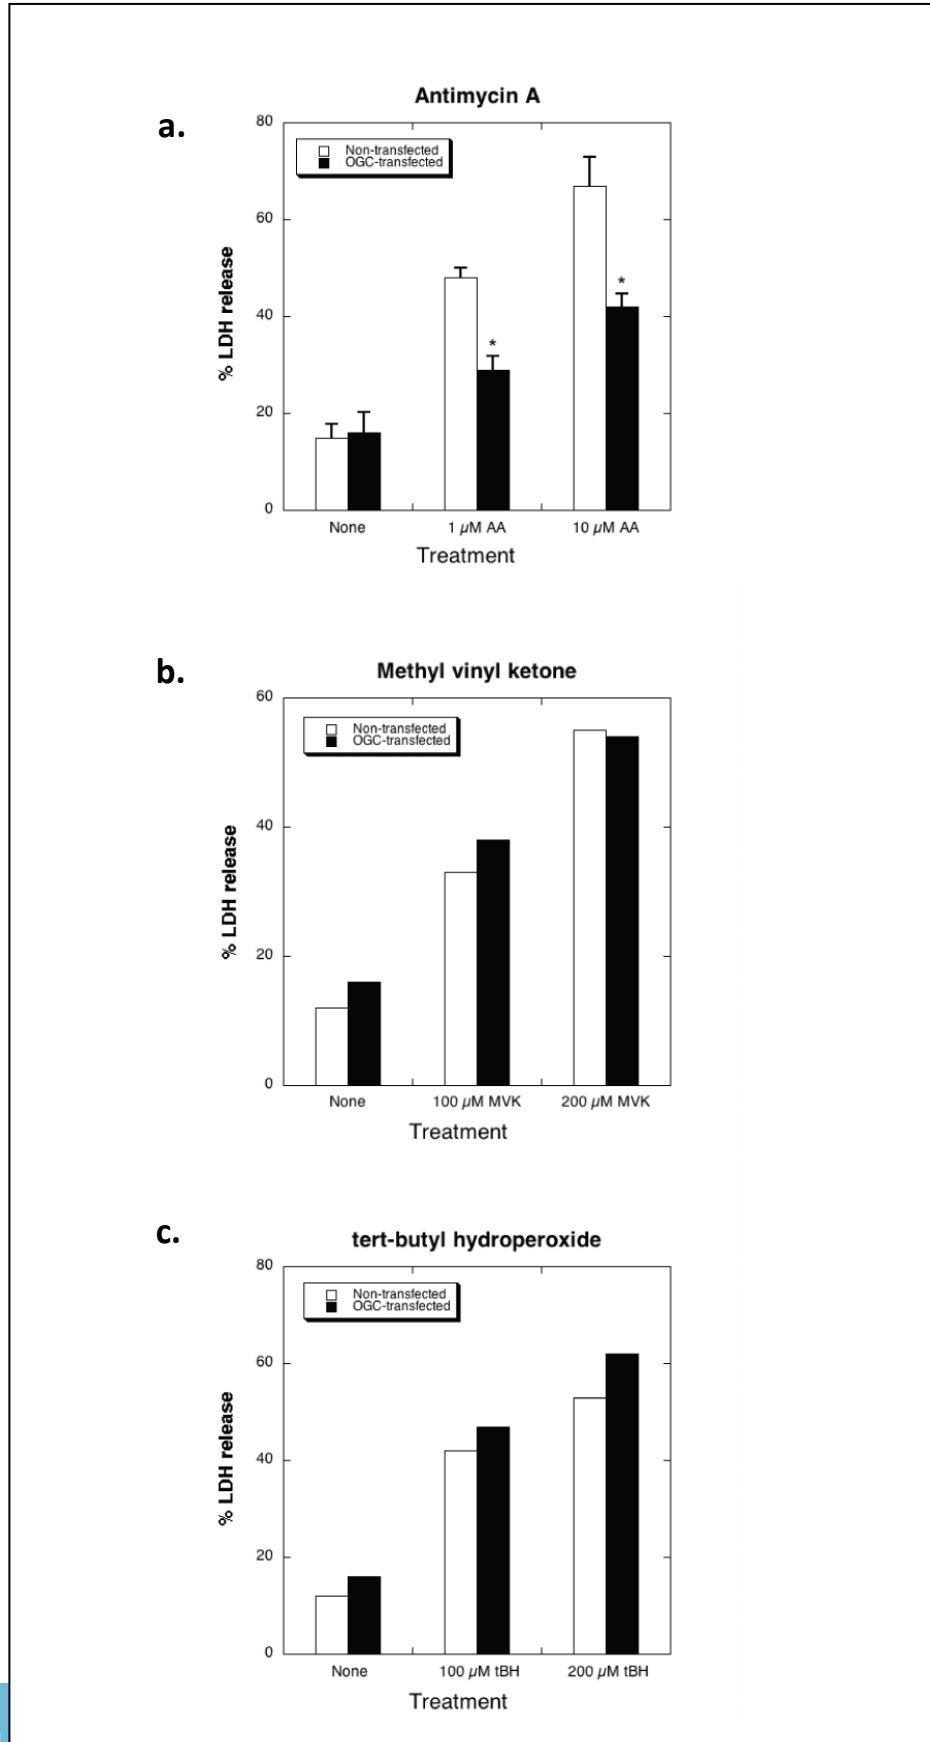 a.
Antimycin A
80
60
40
20
0
% LDH release
Non-transfected
OGC-transfected
*
*
None 1 µM AA 10 µM AA
Treatment
b.
Methyl vinyl ketone
60
40
20
0
% LDH release
Non-transfected
OGC-transfected
None 100 µM MVK 200 µM MVK
Treatment
c.
tert-butyl hydroperoxide
80
60
40
20
0
% LDH release
Non-transfected
OGC-transfected
None 100 µM tBH 200 µM tBH
Treatment